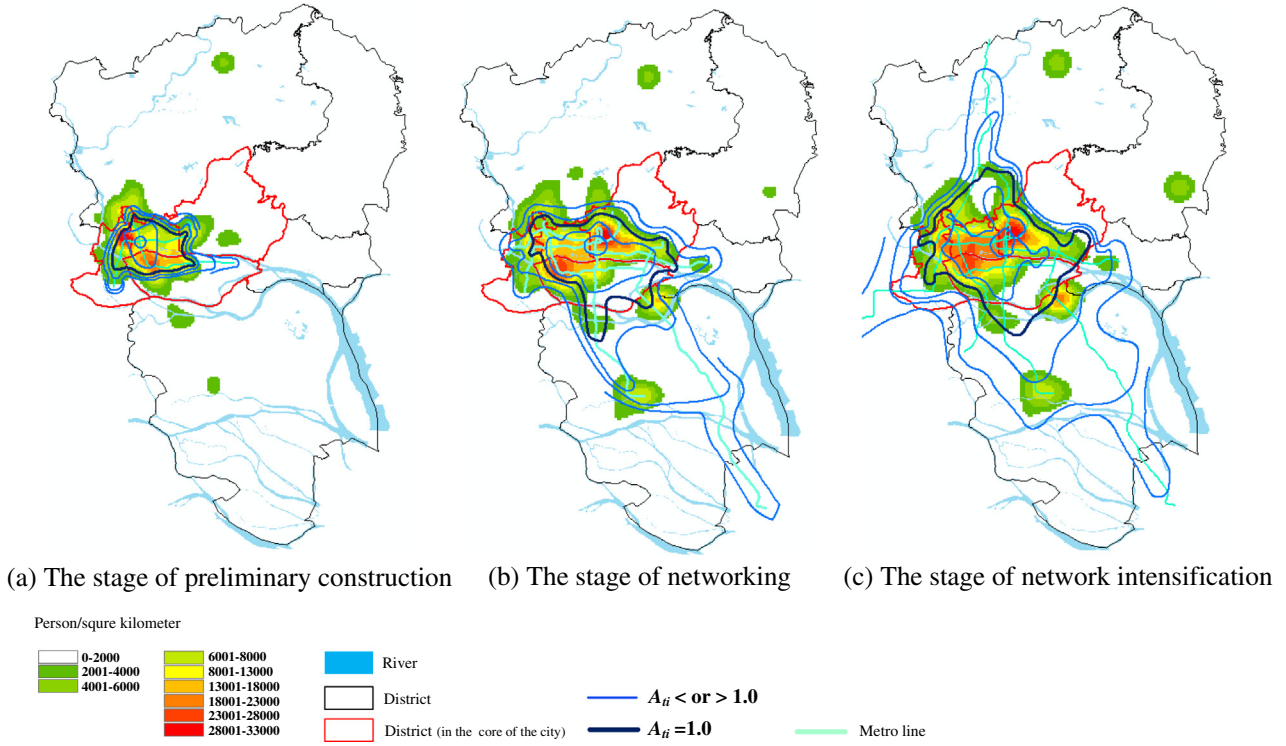 (a) The stage of preliminary construction
(b) The stage of networking
(c) The stage of network intensification
Person/squre kilometer
0-2000
2001-4000
4001-6000
6001-8000
8001-13000
13001-18000
18001-23000
23001-28000
28001-33000
River
District
District (in the core of the city)
A_ti < or > 1.0
A_ti =1.0
Metro line